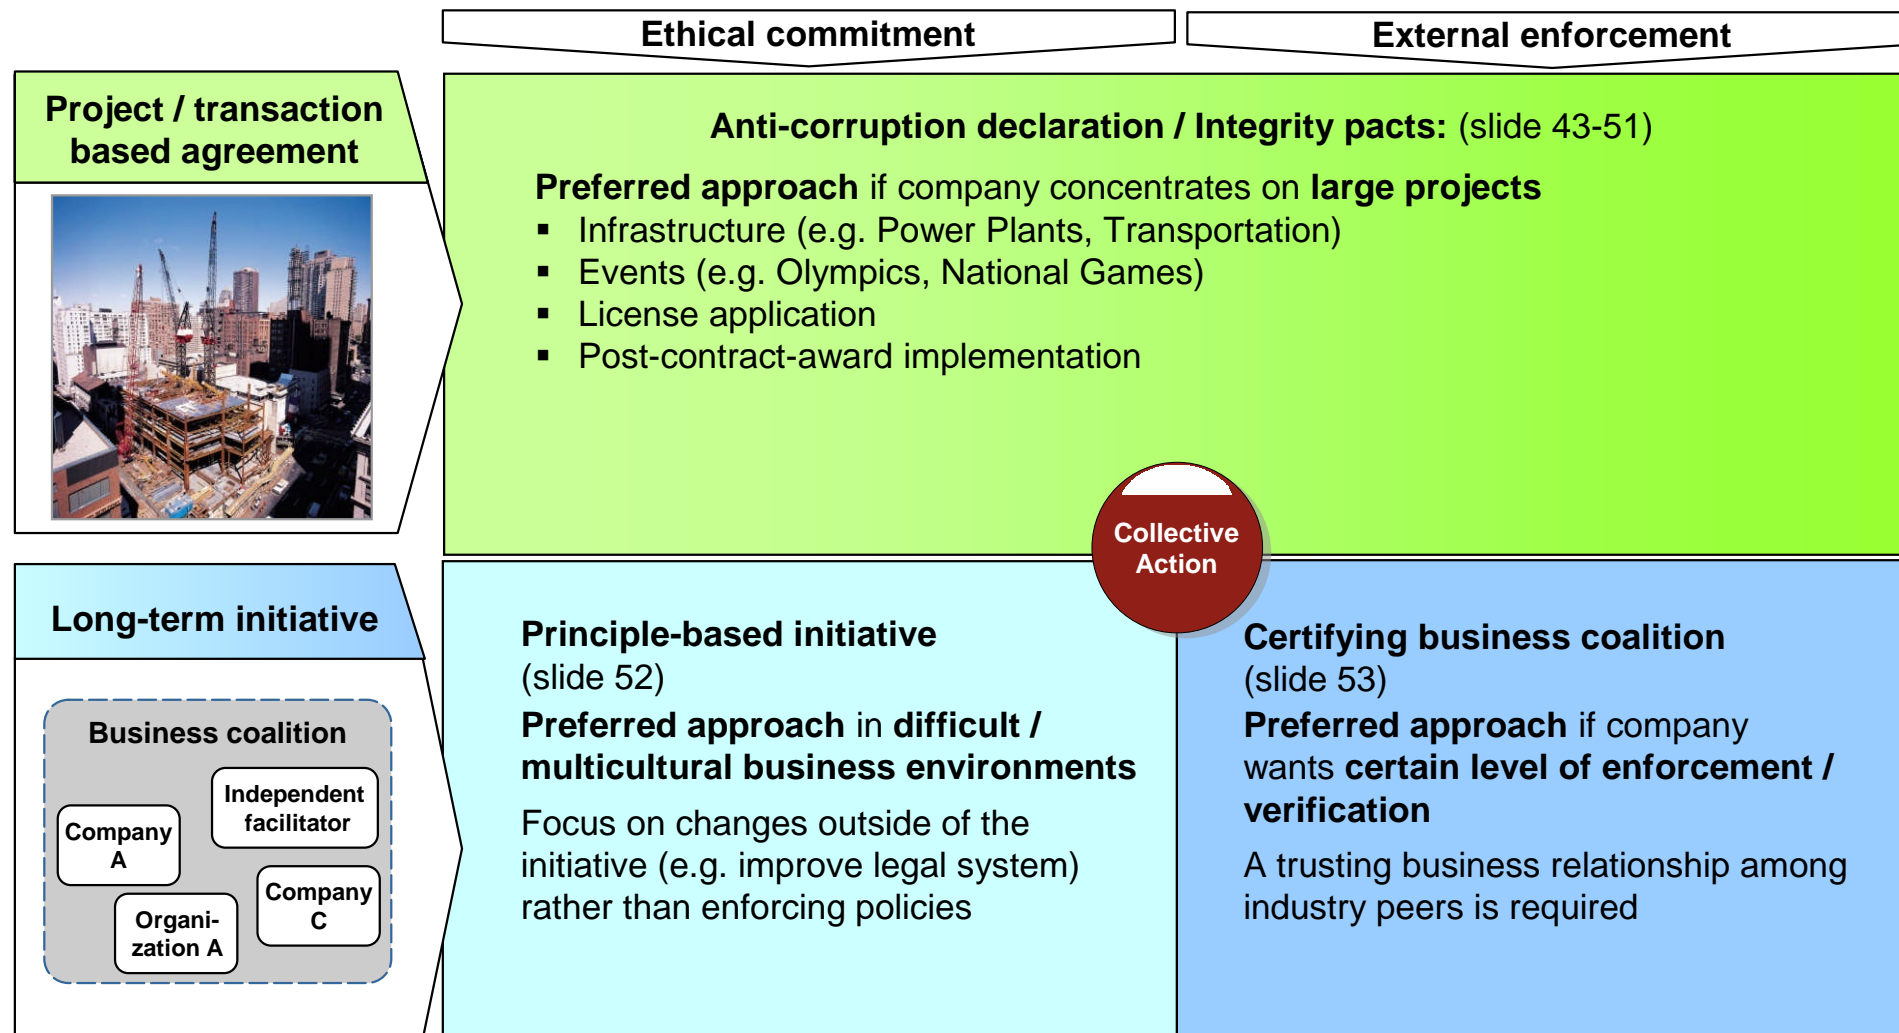 Ethical commitment
External enforcement
Project / transaction
based agreement
Anti-corruption declaration / Integrity pacts: (slide 43-51)
Preferred approach if company concentrates on large projects
▪ Infrastructure (e.g. Power Plants, Transportation)
▪ Events (e.g. Olympics, National Games)
▪ License application
▪ Post-contract-award implementation
Collective
Action
Long-term initiative
Business coalition
Independent
facilitator
Company
A
Company
C
Organi-
zation A
Principle-based initiative
(slide 52)
Preferred approach in difficult /
multicultural business environments
Focus on changes outside of the
initiative (e.g. improve legal system)
rather than enforcing policies
Certifying business coalition
(slide 53)
Preferred approach if company
wants certain level of enforcement /
verification
A trusting business relationship among
industry peers is required